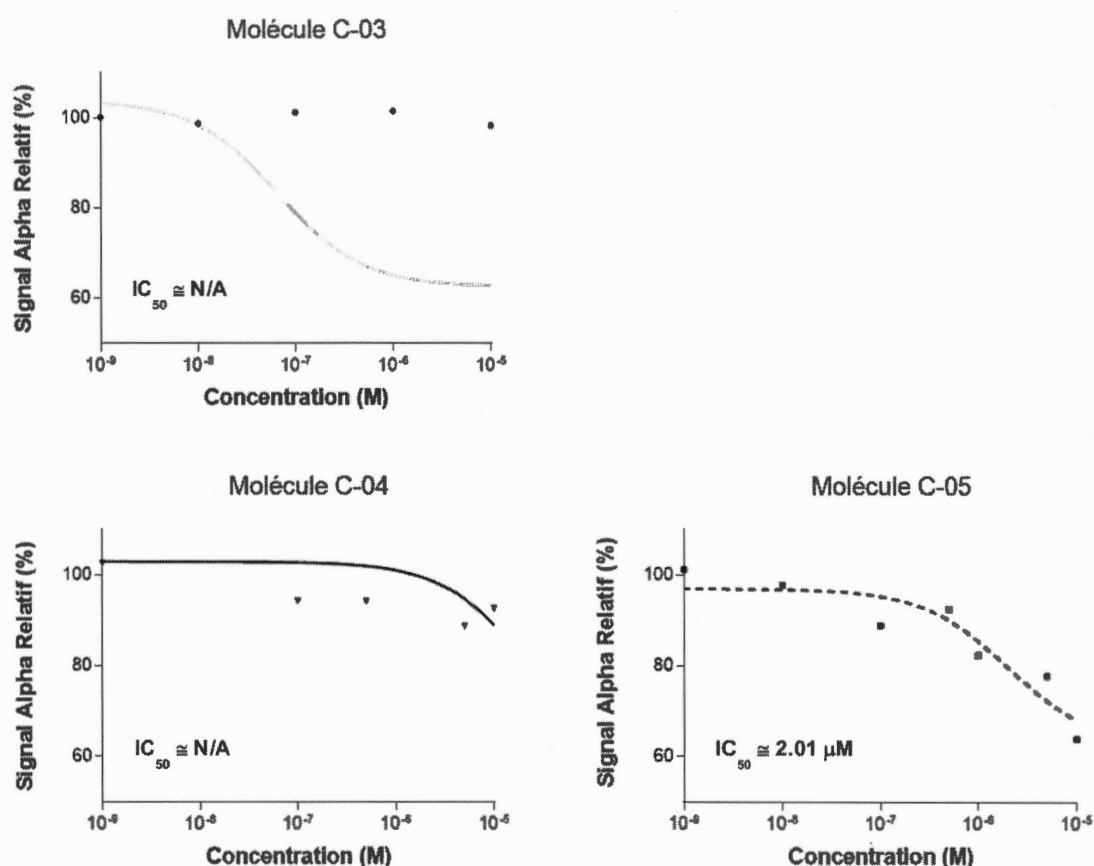 Molécule C-03
Signal Alpha Relatif (%)
100
80
60
IC50 ≅ N/A
10-9 10-8 10-7 10-6 10-5
Concentration (M)
Molécule C-04
Signal Alpha Relatif (%)
100
80
60
IC50 ≅ N/A
10-9 10-8 10-7 10-6 10-5
Concentration (M)
Molécule C-05
Signal Alpha Relatif (%)
100
80
60
IC50 ≅ 2.01 μM
10-9 10-8 10-7 10-6 10-5
Concentration (M)